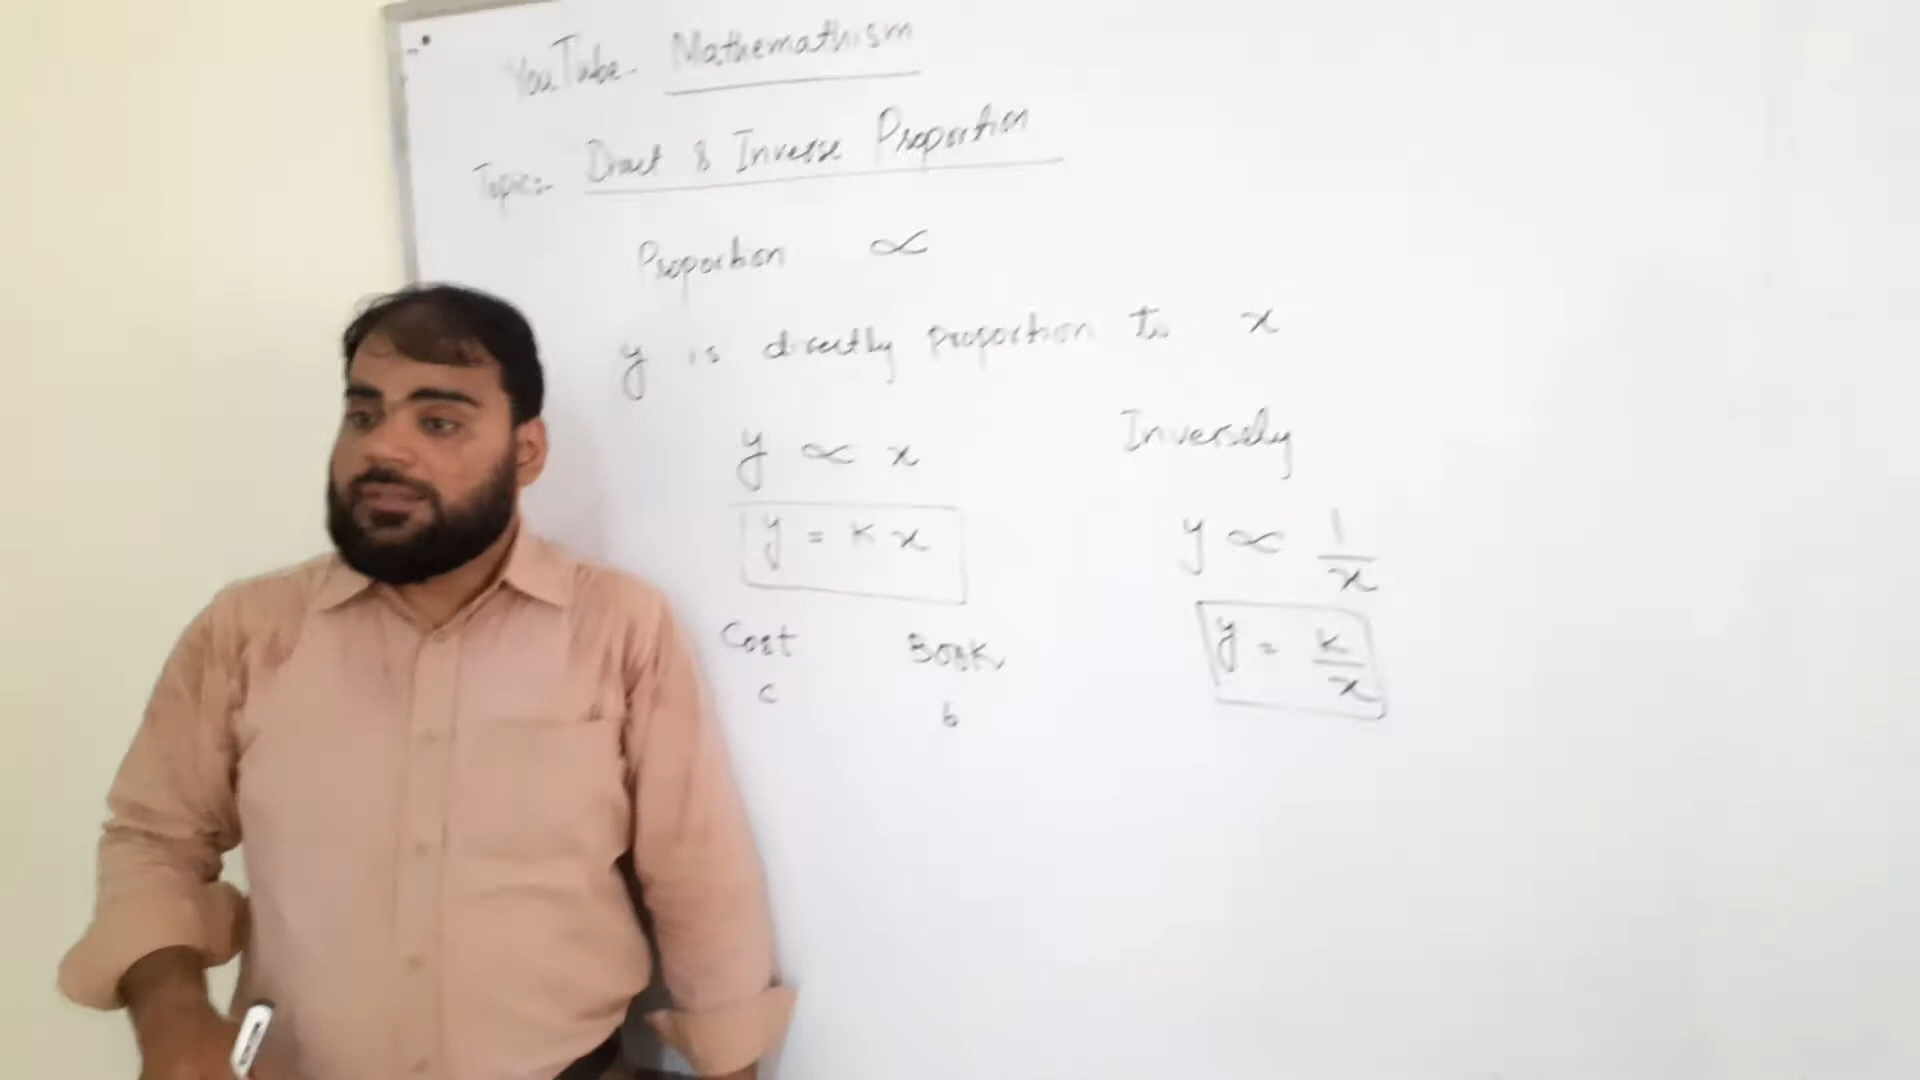 YouTube - Mathemathism
Topic:- Direct & Inverse Proportion
Proportion ∝
y is directly proportion to x
y ∝ x
y = kx
Cost Book
c b
Inversely
y ∝ 1/x
y = k/x